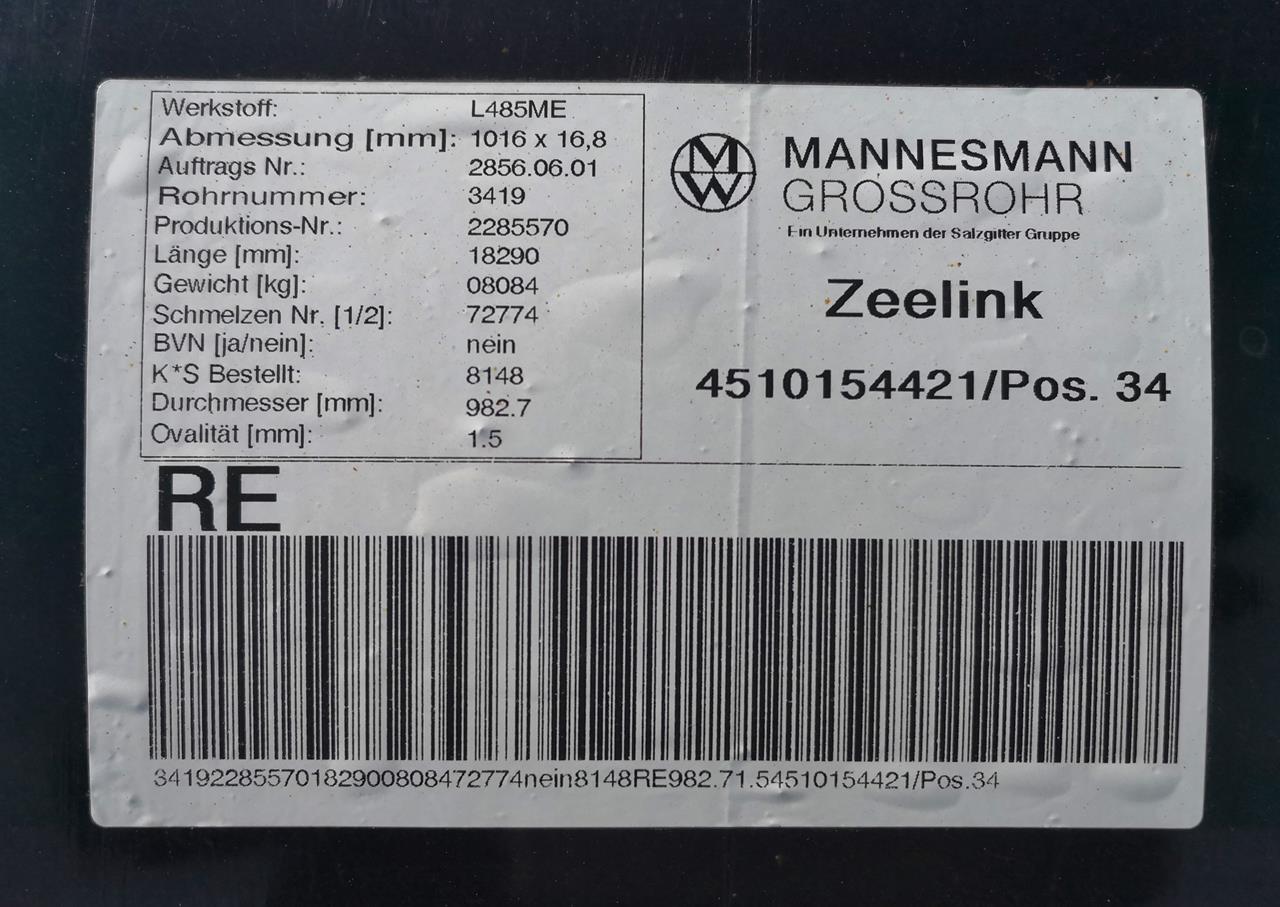 Werkstoff: L485ME
Abmessung [mm]: 1016 x 16,8
Auftrags Nr.: 2856.06.01
Rohrnummer: 3419
Produktions-Nr.: 2285570
Länge [mm]: 18290
Gewicht [kg]: 08084
Schmelzen Nr. [1/2]: 72774
BVN [ja/nein]: nein
K*S Bestellt: 8148
Durchmesser [mm]: 982.7
Ovalität [mm]: 1.5
MW
MANNESMANN
GROSSROHR
Ein Unternehmen der Salzgitter Gruppe
Zeelink
4510154421/Pos. 34
RE
34192285570182900808472774nein8148RE982.71.54510154421/Pos.34